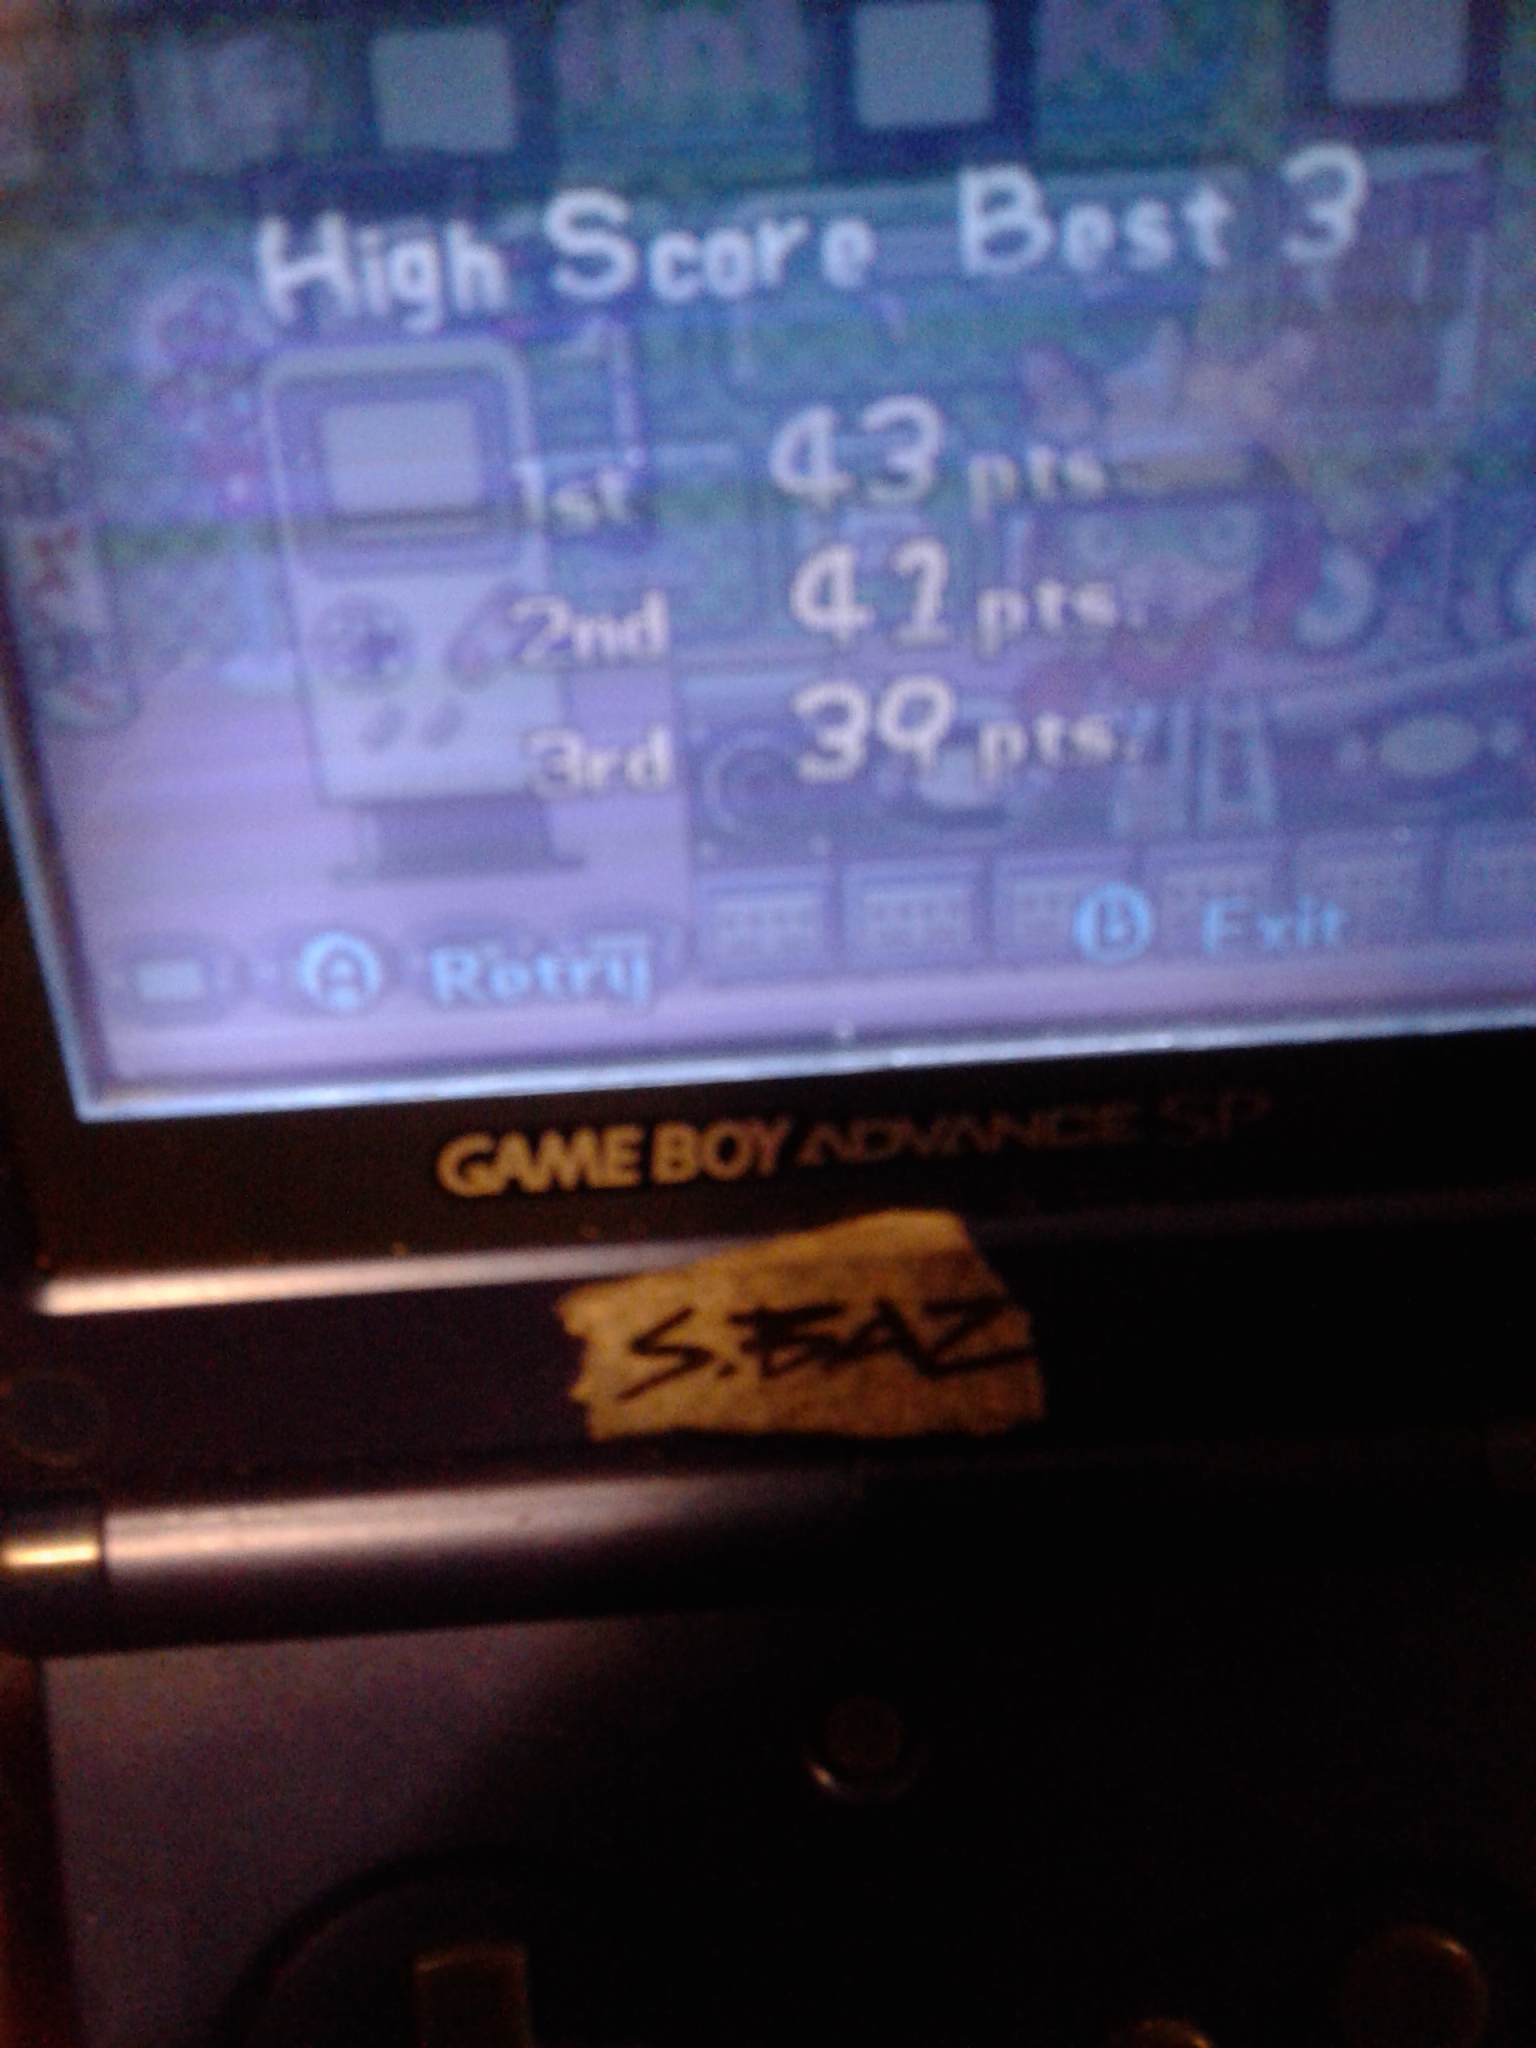 High Score Best 3
1st 43 pts.
2nd 41 pts.
3rd 39 pts.
A Retry B Exit
GAME BOY ADVANCE SP
S.BAZ